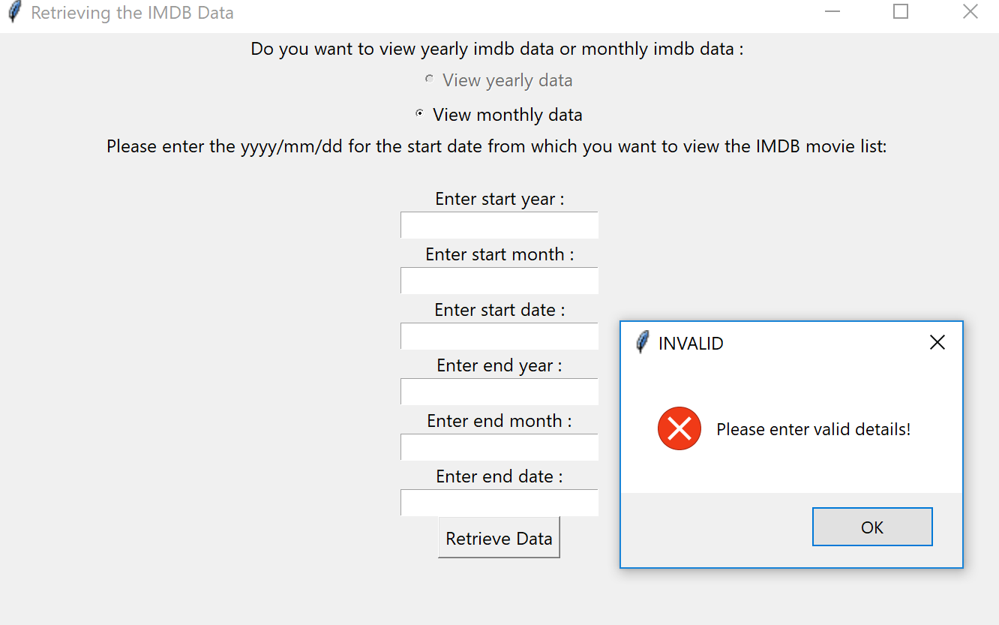 Retrieving the IMDB Data
Do you want to view yearly imdb data or monthly imdb data :
View yearly data
View monthly data
Please enter the yyyy/mm/dd for the start date from which you want to view the IMDB movie list:
Enter start year :
Enter start month :
Enter start date :
Enter end year :
Enter end month :
Enter end date :
Retrieve Data
INVALID
Please enter valid details!
OK